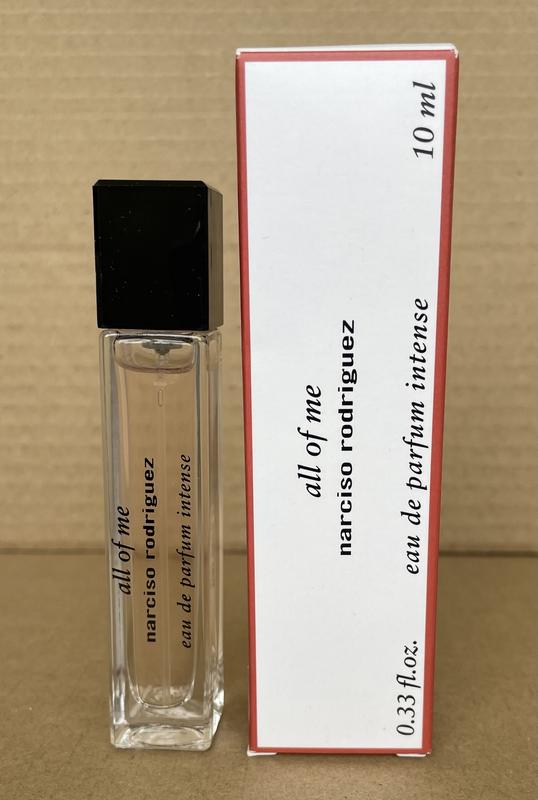 all of me
narciso rodriguez
eau de parfum intense
all of me
narciso rodriguez
0.33 fl.oz. eau de parfum intense 10 ml